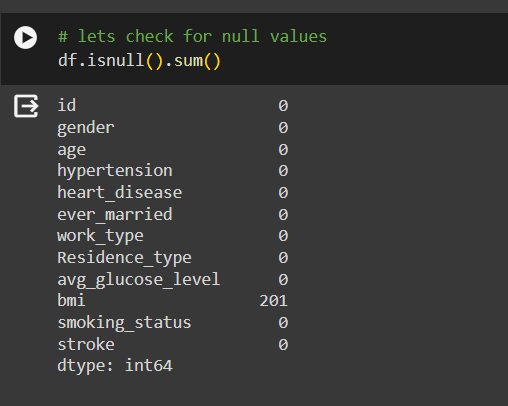 # lets check for null values
df.isnull().sum()
id 0
gender 0
age 0
hypertension 0
heart_disease 0
ever_married 0
work_type 0
Residence_type 0
avg_glucose_level 0
bmi 201
smoking_status 0
stroke 0
dtype: int64